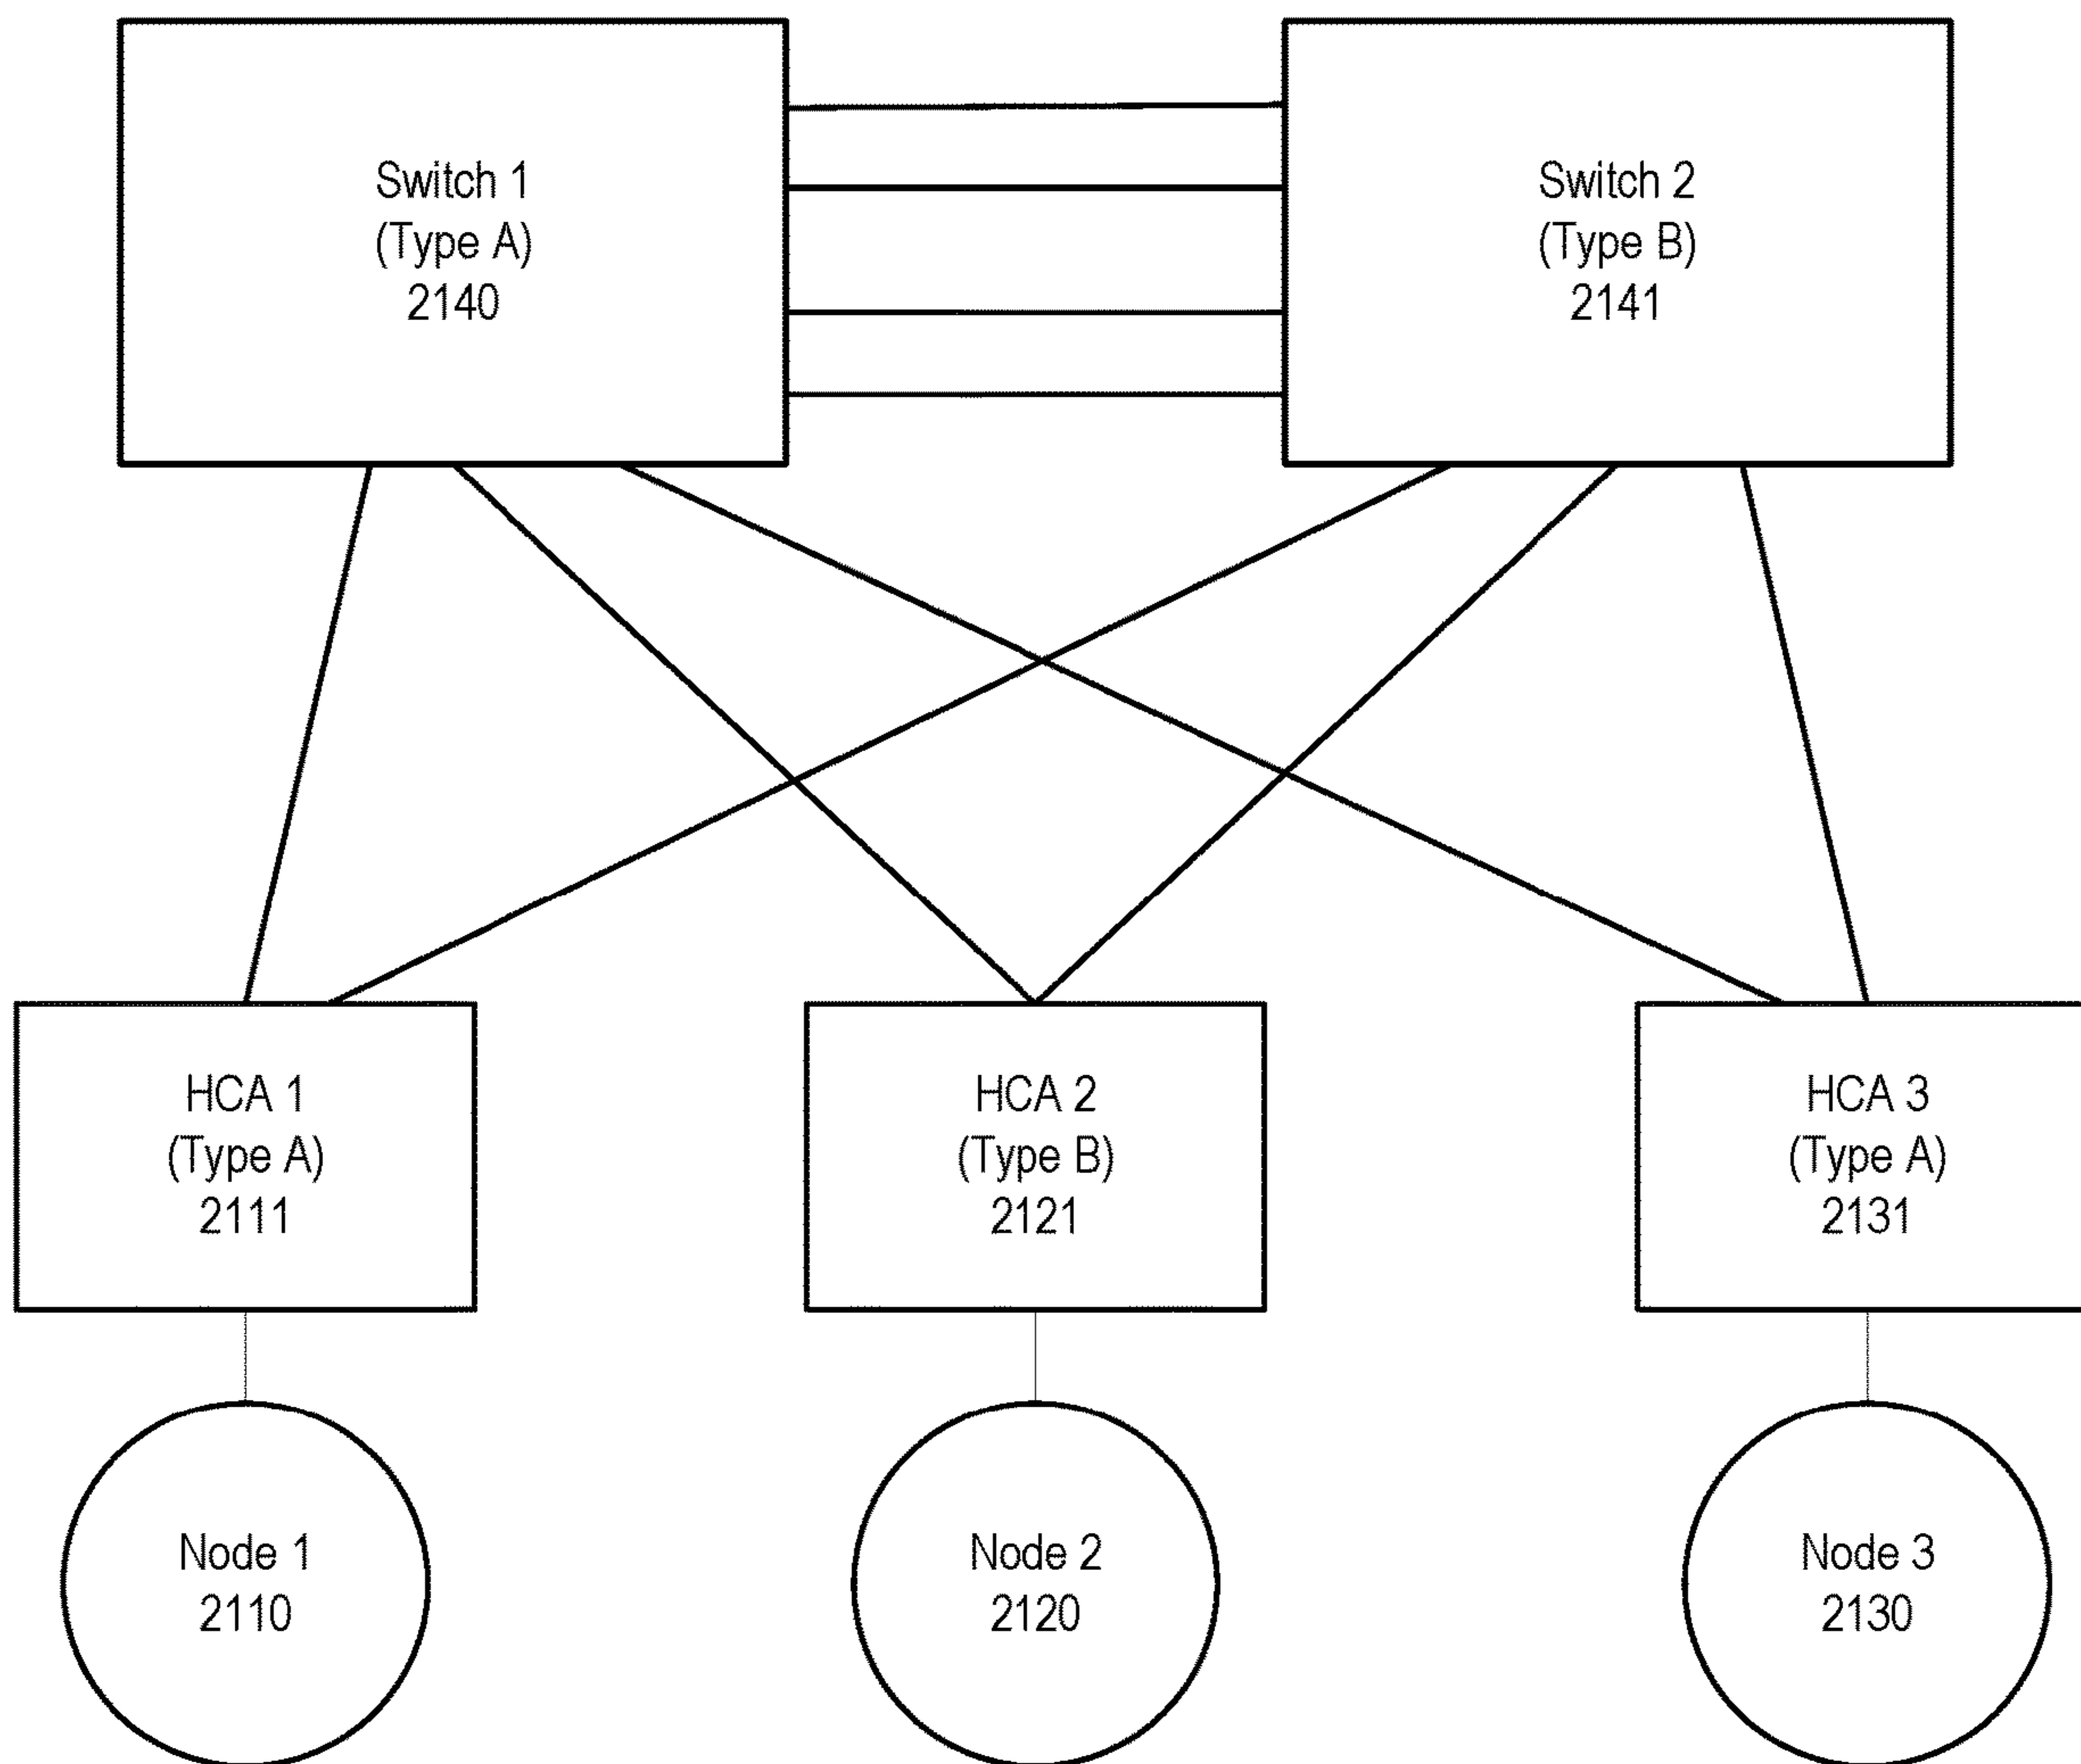 Switch 1
(Type A)
2140
Switch 2
(Type B)
2141
HCA 1
(Type A)
2111
HCA 2
(Type B)
2121
HCA 3
(Type A)
2131
Node 1
2110
Node 2
2120
Node 3
2130